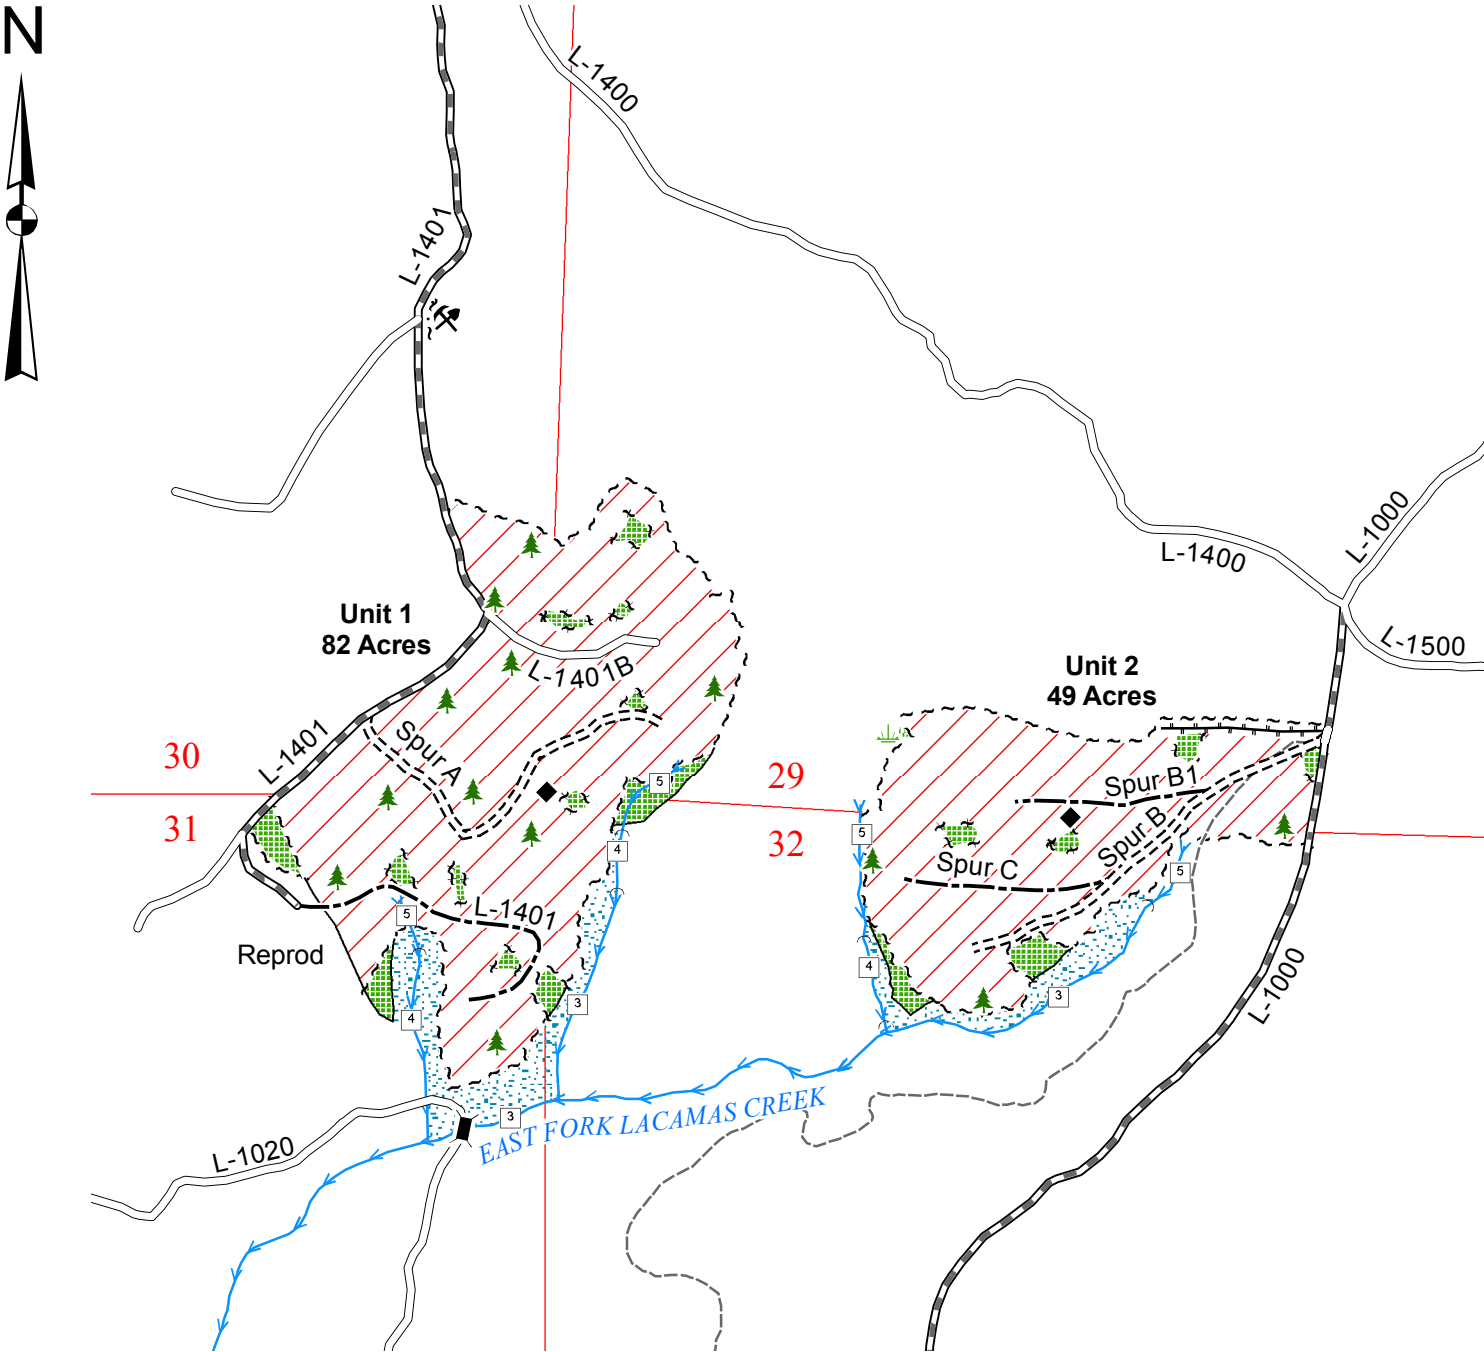 N
L-1400
L-1401
L-1000
L-1400
Unit 1
82 Acres
L-1500
L-1401B
Unit 2
49 Acres
Spur A
L-1401
30
29
5
Spur B1
31
32
5
Spur B
4
Spur C
5
L-1401
5
Reprod
4
3
3
4
L-1000
3
EAST FORK LACAMAS CREEK
L-1020